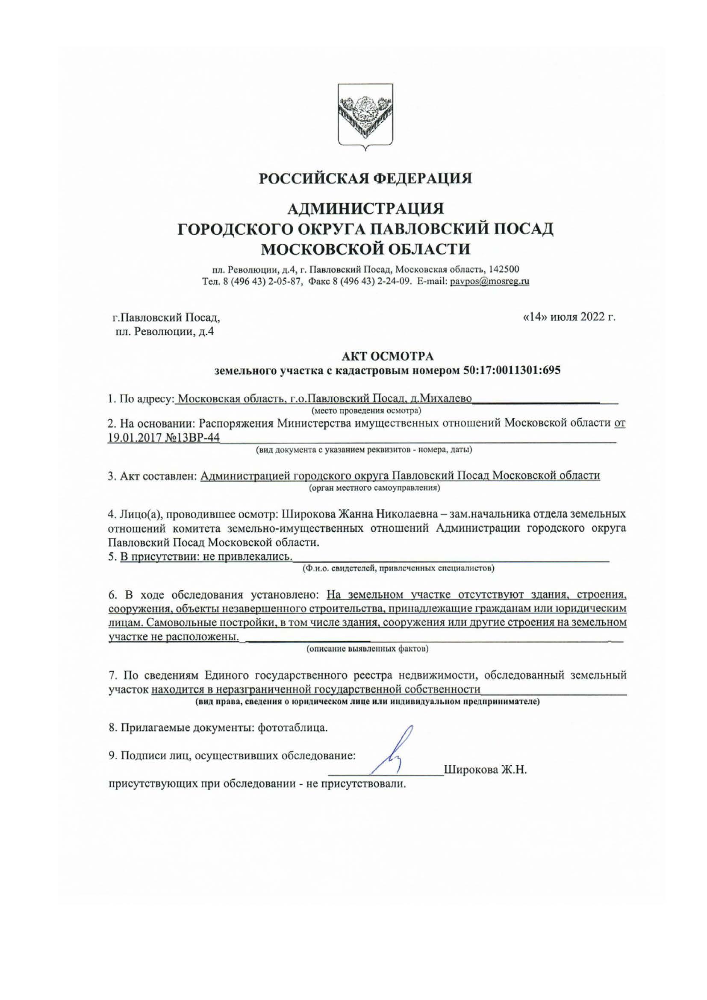 РОССИЙСКАЯ ФЕДЕРАЦИЯ
АДМИНИСТРАЦИЯ
ГОРОДСКОГО ОКРУГА ПАВЛОВСКИЙ ПОСАД
МОСКОВСКОЙ ОБЛАСТИ
пл. Революции, д.4, г. Павловский Посад, Московская область, 142500
Тел. 8 (496 43) 2-05-87, Факс 8 (496 43) 2-24-09. E-mail: pavpos@mosreg.ru
г.Павловский Посад, «14» июля 2022 г.
пл. Революции, д.4
АКТ ОСМОТРА
земельного участка с кадастровым номером 50:17:0011301:695
1. По адресу: Московская область, г.о.Павловский Посад, д.Михалево
(место проведения осмотра)
2. На основании: Распоряжения Министерства имущественных отношений Московской области от
19.01.2017 №13ВР-44
(вид документа с указанием реквизитов - номера, даты)
3. Акт составлен: Администрацией городского округа Павловский Посад Московской области
(орган местного самоуправления)
4. Лицо(а), проводившее осмотр: Широкова Жанна Николаевна – зам.начальника отдела земельных
отношений комитета земельно-имущественных отношений Администрации городского округа
Павловский Посад Московской области.
5. В присутствии: не привлекались.
(Ф.и.о. свидетелей, привлеченных специалистов)
6. В ходе обследования установлено: На земельном участке отсутствуют здания, строения,
сооружения, объекты незавершенного строительства, принадлежащие гражданам или юридическим
лицам. Самовольные постройки, в том числе здания, сооружения или другие строения на земельном
участке не расположены.
(описание выявленных фактов)
7. По сведениям Единого государственного реестра недвижимости, обследованный земельный
участок находится в неразграниченной государственной собственности
(вид права, сведения о юридическом лице или индивидуальном предпринимателе)
8. Прилагаемые документы: фототаблица.
9. Подписи лиц, осуществивших обследование:
Широкова Ж.Н.
присутствующих при обследовании - не присутствовали.